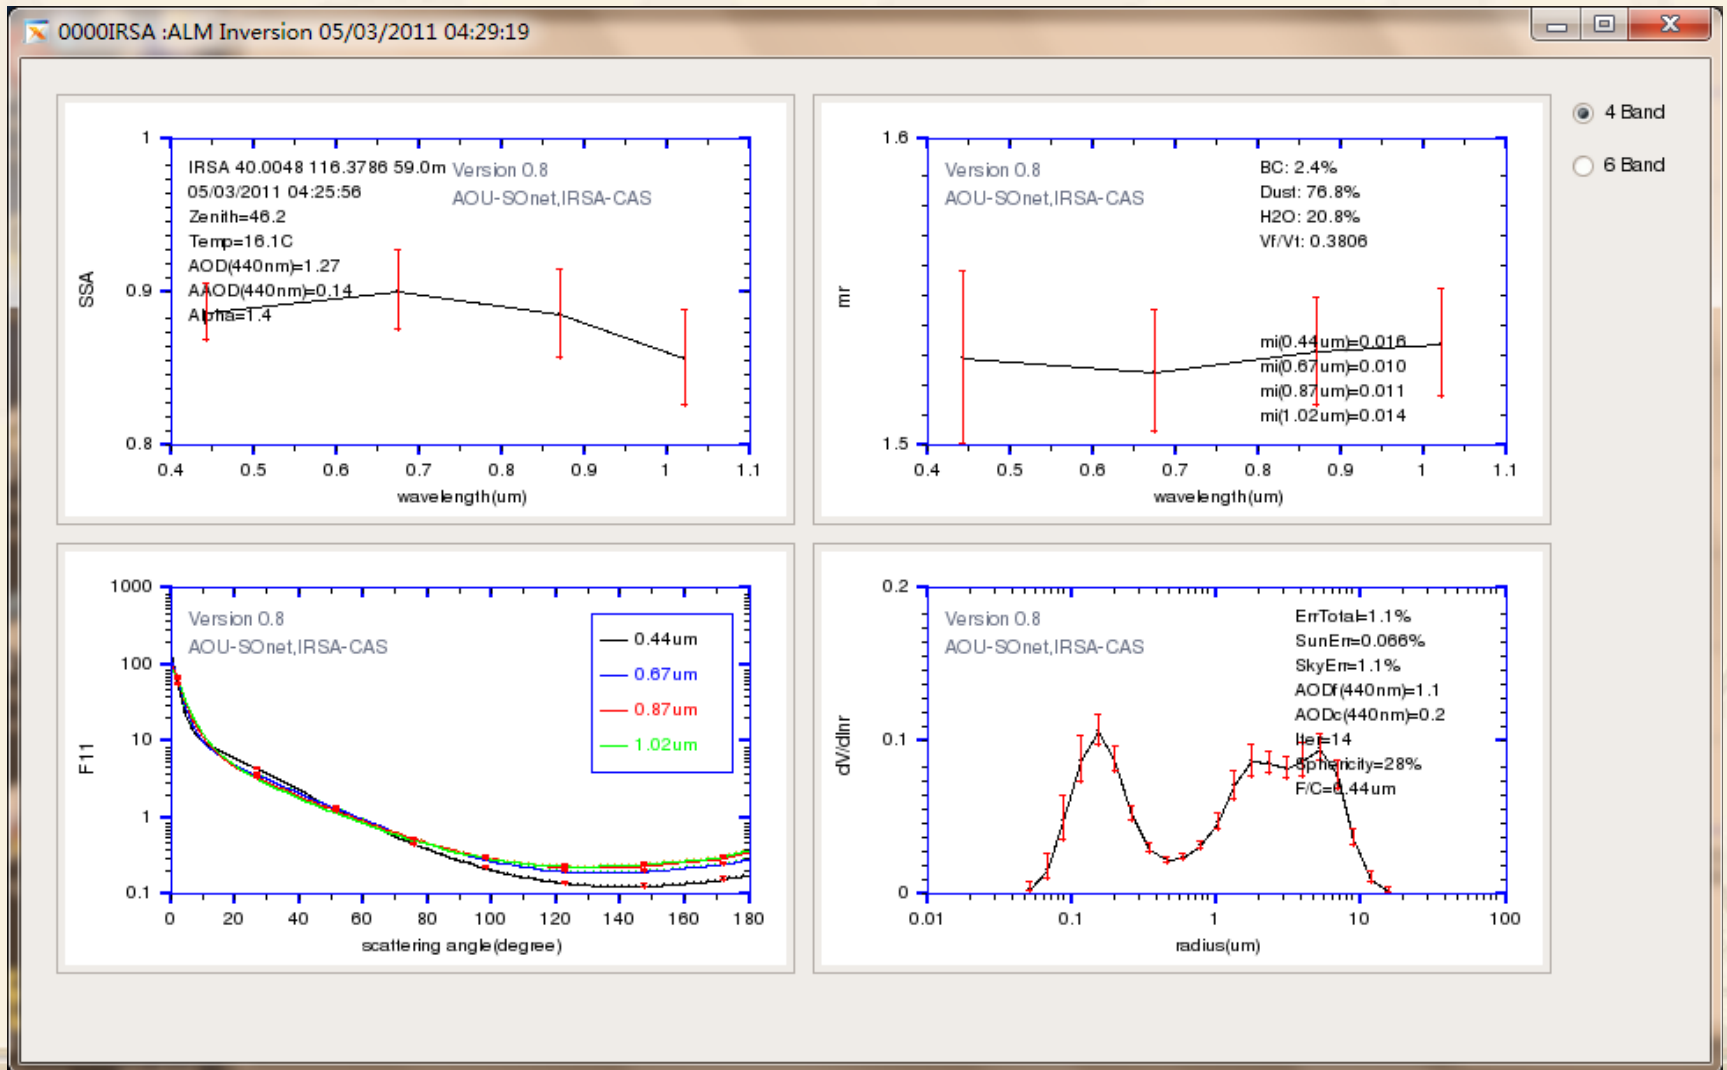 0000IRSA :ALM Inversion 05/03/2011 04:29:19
4 Band
6 Band
1
0.9
0.8
SSA
IRSA 40.0048 116.3786 59.0m
05/03/2011 04:25:56
Zenith=46.2
Temp=16.1C
AOD(440nm)=1.27
AAOD(440nm)=0.14
Alpha=1.4
Version 0.8
AOU-SOnet,IRSA-CAS
0.4 0.5 0.6 0.7 0.8 0.9 1 1.1
wavelength(um)
1.6
1.5
mr
Version 0.8
AOU-SOnet,IRSA-CAS
BC: 2.4%
Dust: 76.8%
H2O: 20.8%
Vf/Vt: 0.3806
mi(0.44um)=0.016
mi(0.67um)=0.010
mi(0.87um)=0.011
mi(1.02um)=0.014
0.4 0.5 0.6 0.7 0.8 0.9 1 1.1
wavelength(um)
1000
100
10
1
0.1
F11
Version 0.8
AOU-SOnet,IRSA-CAS
0.44um
0.67um
0.87um
1.02um
0 20 40 60 80 100 120 140 160 180
scattering angle(degree)
0.2
0.1
0
dV/dlnr
Version 0.8
AOU-SOnet,IRSA-CAS
ErrTotal=1.1%
SunErr=0.066%
SkyErr=1.1%
AODf(440nm)=1.1
AODc(440nm)=0.2
Iter=14
Sphericity=28%
F/C=0.44um
0.01 0.1 1 10 100
radius(um)